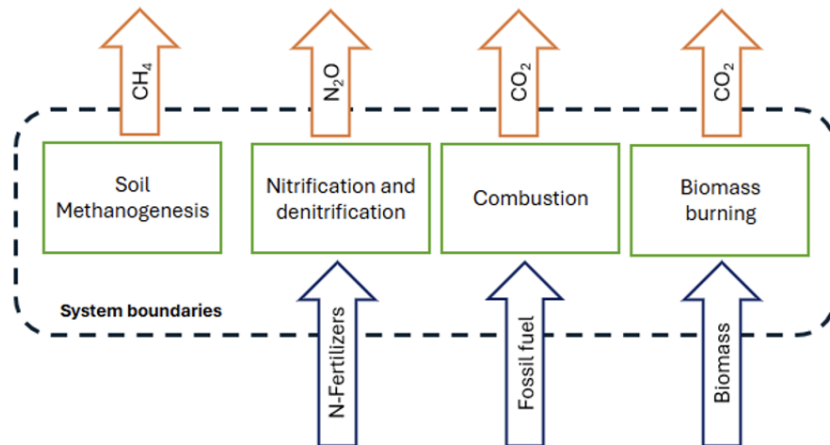 CH₄
N₂O
CO₂
CO₂
Soil
Methanogenesis
Nitrification and
denitrification
Combustion
Biomass
burning
System boundaries
N-Fertilizers
Fossil fuel
Biomass